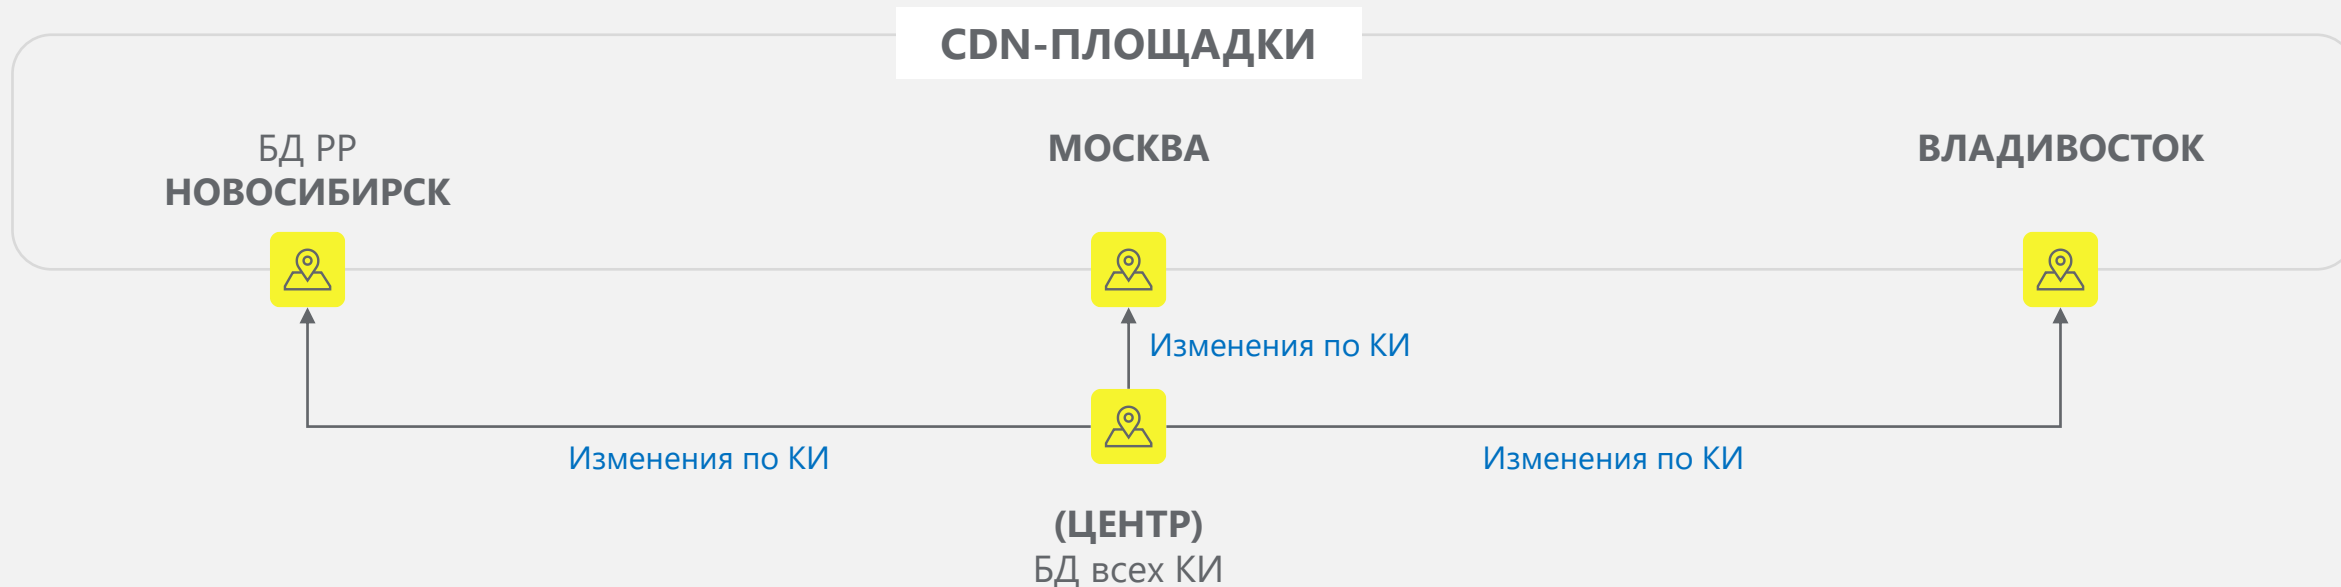 CDN-ПЛОЩАДКИ
БД РР
НОВОСИБИРСК
МОСКВА
ВЛАДИВОСТОК
Изменения по КИ
Изменения по КИ
Изменения по КИ
(ЦЕНТР)
БД всех КИ